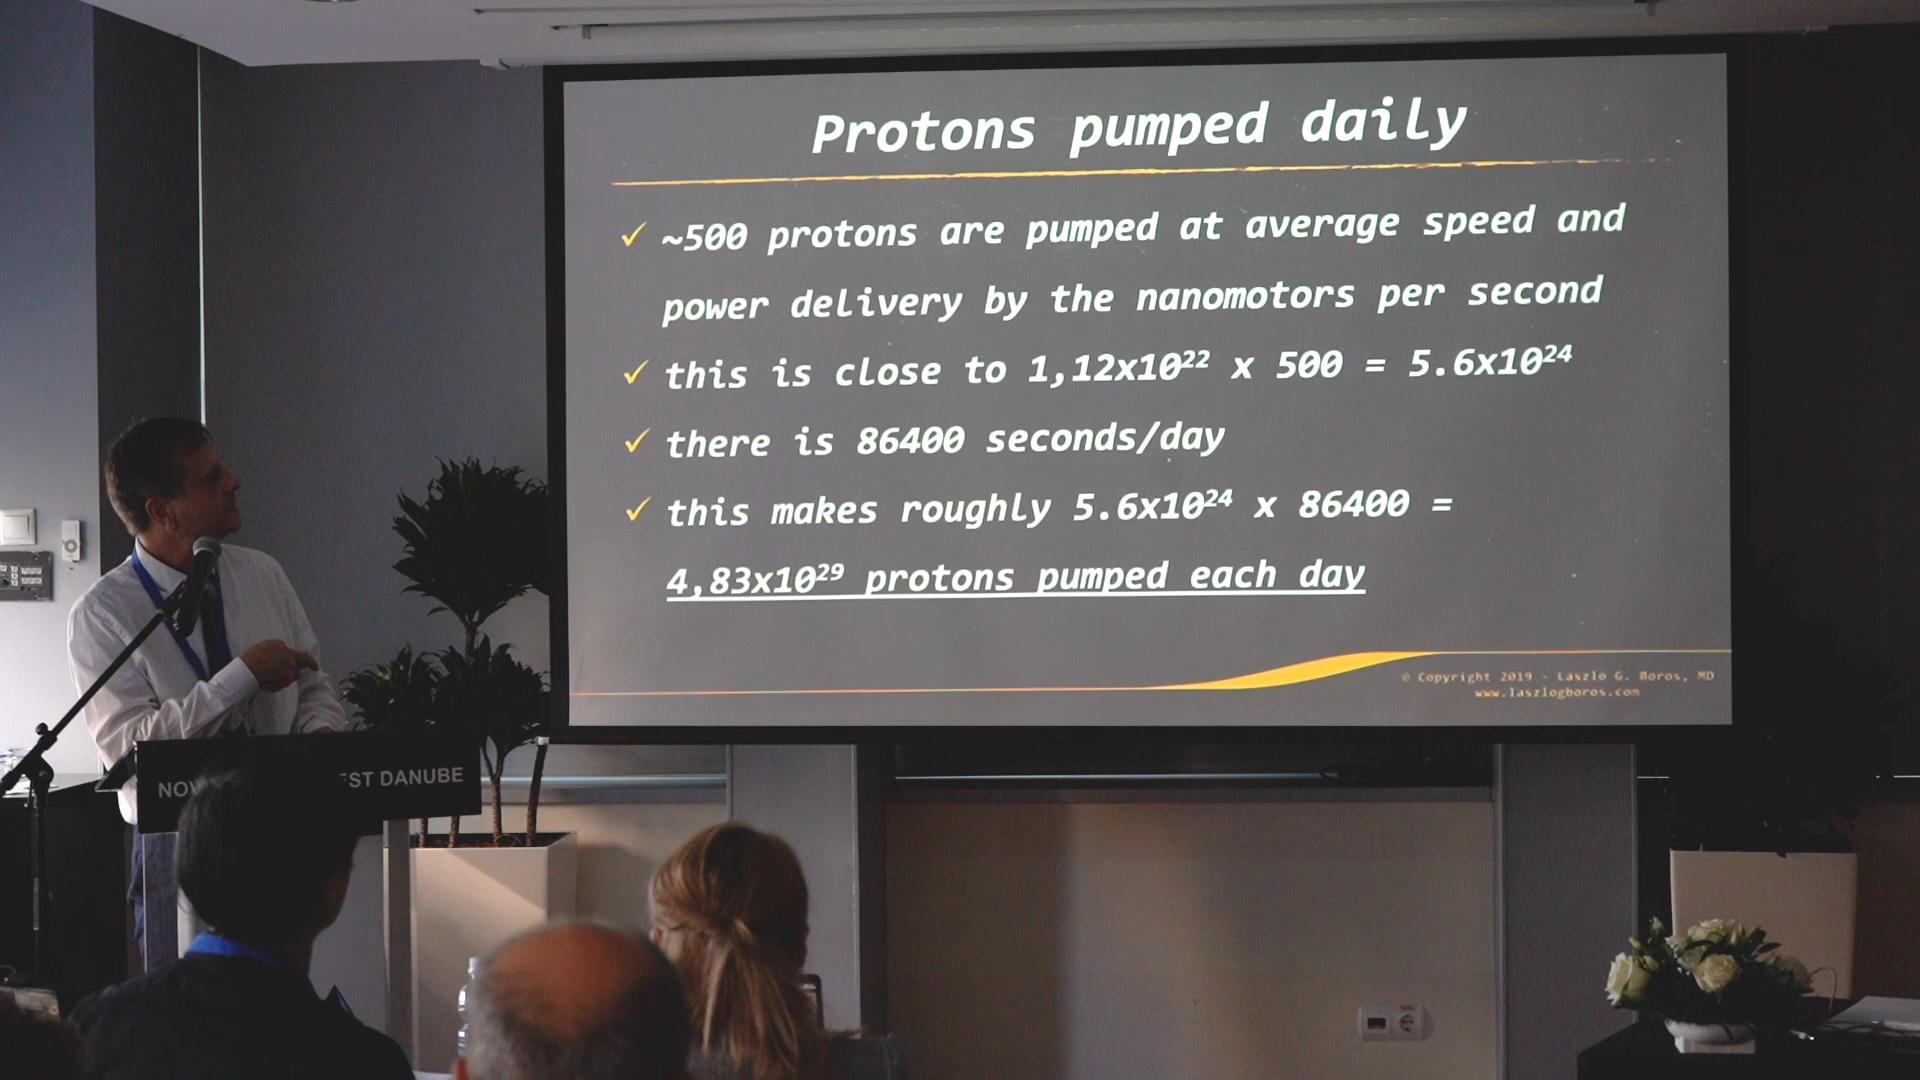 Protons pumped daily
✓ ~500 protons are pumped at average speed and
power delivery by the nanomotors per second
✓ this is close to 1,12x10²² x 500 = 5.6x10²⁴
✓ there is 86400 seconds/day
✓ this makes roughly 5.6x10²⁴ x 86400 =
4,83x10²⁹ protons pumped each day
© Copyright 2019 - Laszlo G. Boros, MD
www.laszlogboros.com
DANUBE